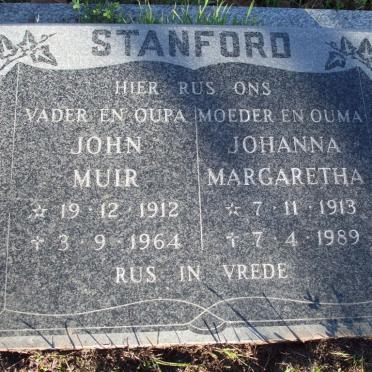 STANFORD
HIER RUS ONS
VADER EN OUPA MOEDER EN OUMA
JOHN JOHANNA
MUIR MARGARETHA
☆ 19·12·1912 ☆ 7·11·1913
✝ 3·9·1964 ✝ 7·4·1989
RUS IN VREDE